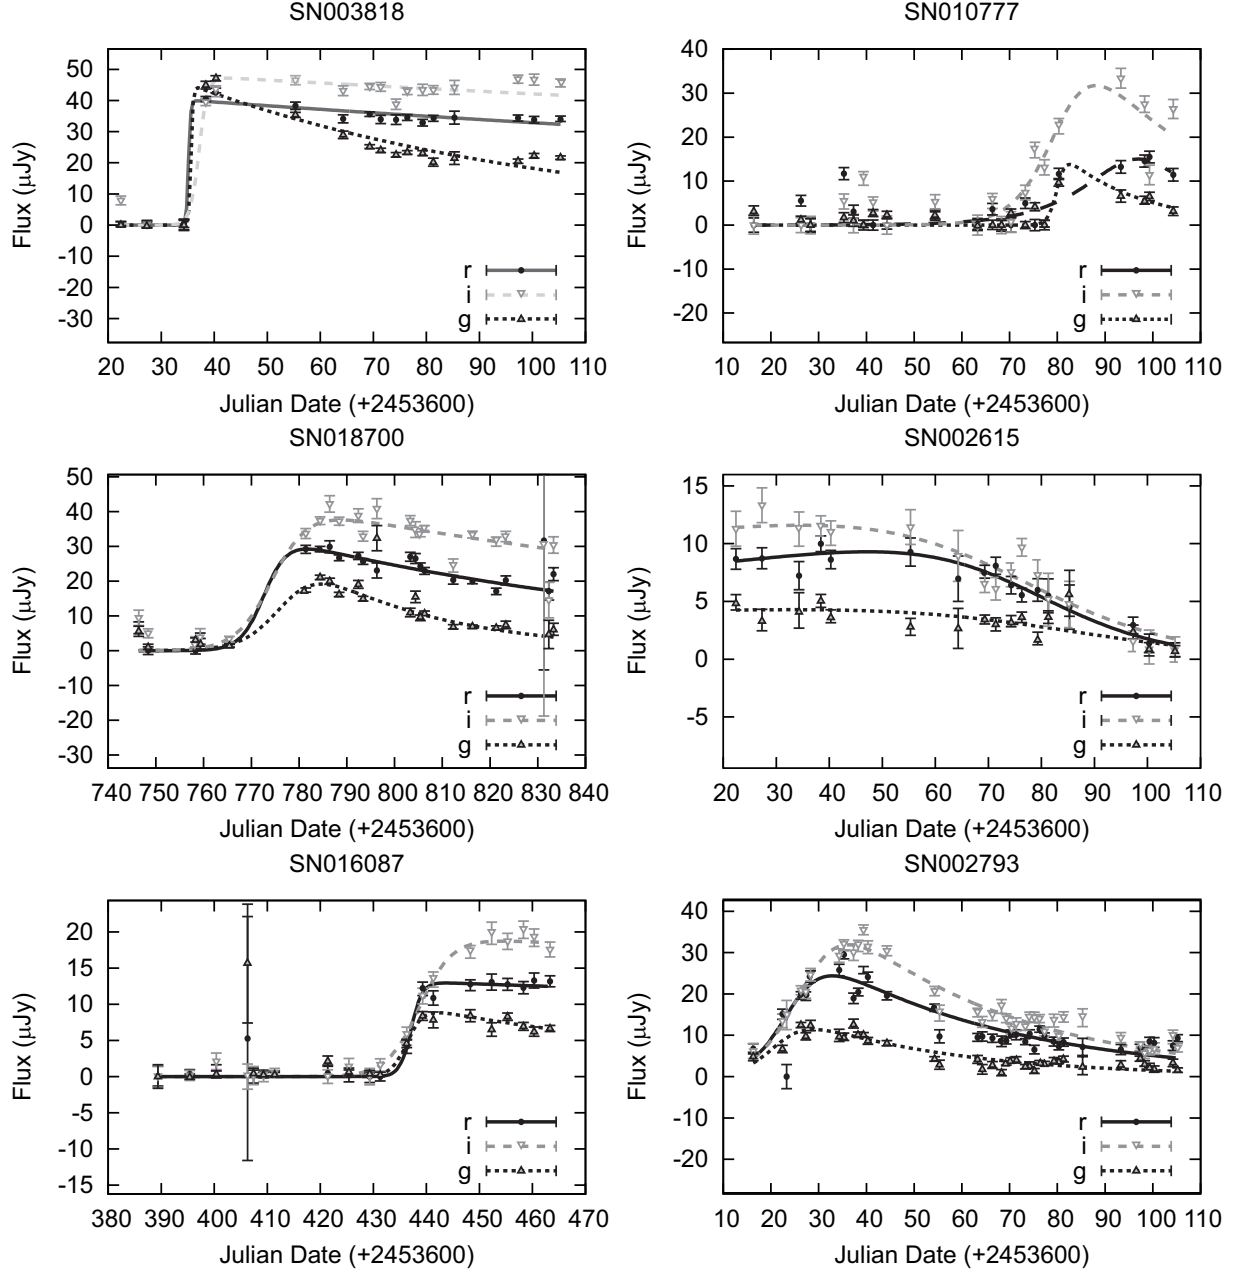 SN003818
50
40
30
20
10
0
-10
-20
-30
Flux (μJy)
r
i
g
20 30 40 50 60 70 80 90 100 110
Julian Date (+2453600)
SN010777
40
30
20
10
0
-10
-20
Flux (μJy)
r
i
g
10 20 30 40 50 60 70 80 90 100 110
Julian Date (+2453600)
SN018700
50
40
30
20
10
0
-10
-20
-30
Flux (μJy)
r
i
g
740 750 760 770 780 790 800 810 820 830 840
Julian Date (+2453600)
SN002615
15
10
5
0
-5
Flux (μJy)
r
i
g
20 30 40 50 60 70 80 90 100 110
Julian Date (+2453600)
SN016087
20
15
10
5
0
-5
-10
-15
Flux (μJy)
r
i
g
380 390 400 410 420 430 440 450 460 470
Julian Date (+2453600)
SN002793
40
30
20
10
0
-10
-20
Flux (μJy)
r
i
g
10 20 30 40 50 60 70 80 90 100 110
Julian Date (+2453600)